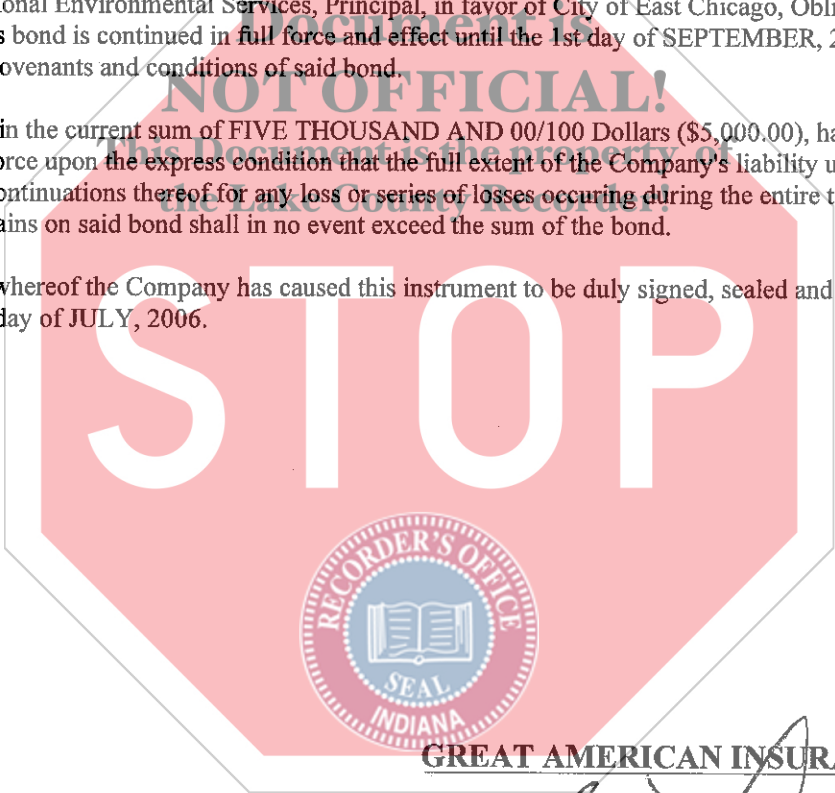 onal Environmental Services, Principal, in favor of City of East Chicago, Obli
Document is
s bond is continued in full force and effect until the 1st day of SEPTEMBER, 2
ovenants and conditions of said bond.
NOT OFFICIAL!
in the current sum of FIVE THOUSAND AND 00/100 Dollars ($5,000.00), ha
This Document is the property of
orce upon the express condition that the full extent of the Company's liability u
ontinuations thereof for any loss or series of losses occuring during the entire t
the Lake County Recorder!
ains on said bond shall in no event exceed the sum of the bond.
whereof the Company has caused this instrument to be duly signed, sealed and
day of JULY, 2006.
STOP
RECORDER'S OFFICE
SEAL
INDIANA
GREAT AMERICAN INSURA